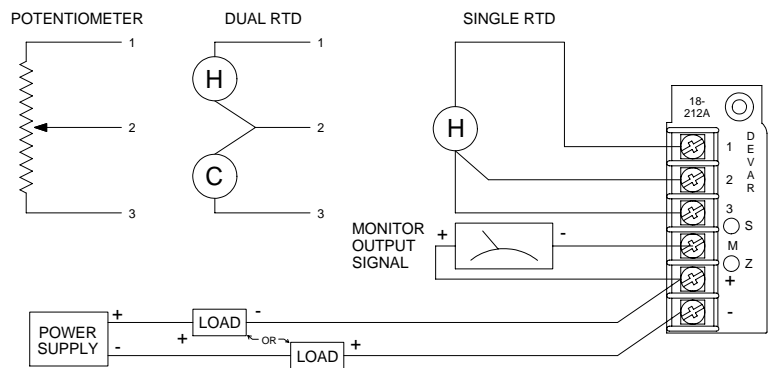 POTENTIOMETER
DUAL RTD
SINGLE RTD
1
2
3
H
C
1
2
3
H
18-
212A
DEVAR
1
2
3
S
M
Z
+
-
MONITOR
OUTPUT
SIGNAL
+
-
POWER
SUPPLY
+
-
LOAD
+
-
OR
LOAD
+